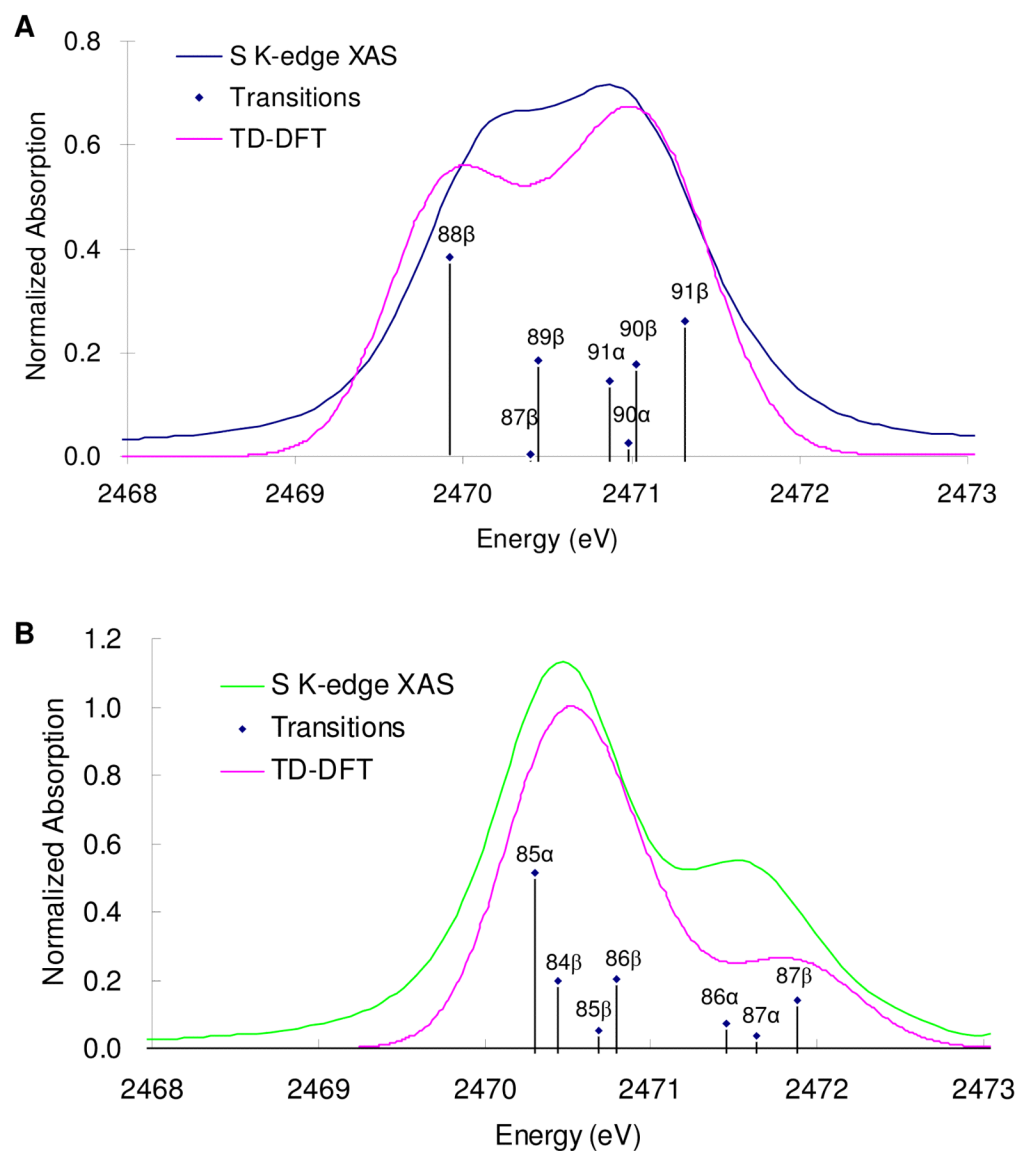 A
0.8
S K-edge XAS
Transitions
0.6
TD-DFT
Normalized Absorption
0.4
88β
91β
89β
90β
91α
0.2
87β
90α
0.0
2468 2469 2470 2471 2472 2473
Energy (eV)
B
1.2
S K-edge XAS
1.0
Transitions
TD-DFT
0.8
Normalized Absorption
0.6
85α
0.4
84β 86β
0.2
87β
85β
86α
87α
0.0
2468 2469 2470 2471 2472 2473
Energy (eV)